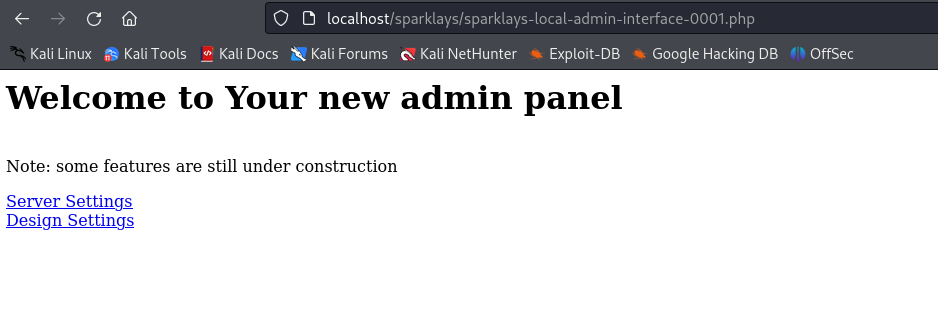 localhost/sparklays/sparklays-local-admin-interface-0001.php
Kali Linux Kali Tools Kali Docs Kali Forums Kali NetHunter Exploit-DB Google Hacking DB OffSec
Welcome to Your new admin panel
Note: some features are still under construction
Server Settings
Design Settings